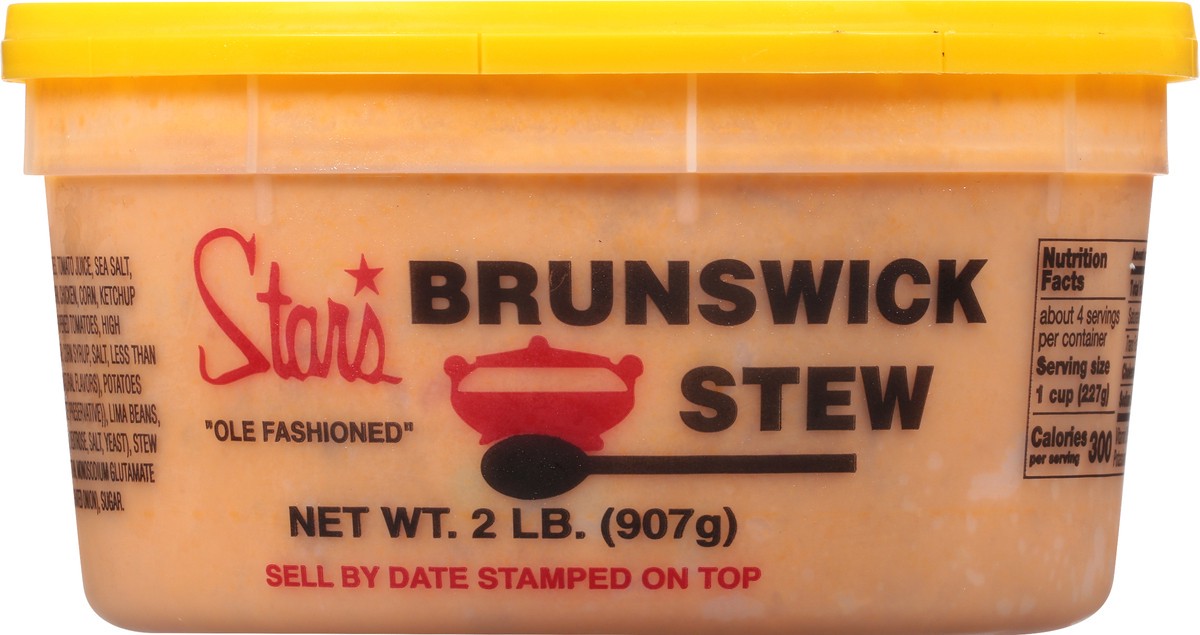 TOMATO JUICE, SEA SALT,
CHICKEN, CORN, KETCHUP
TOMATOES, HIGH
CORN SYRUP, SALT, LESS THAN
FLAVORS), POTATOES
LIMA BEANS,
SALT, YEAST), STEW
MONOSODIUM GLUTAMATE
ONION), SUGAR.
Star's
"OLE FASHIONED"
BRUNSWICK
STEW
NET WT. 2 LB. (907g)
SELL BY DATE STAMPED ON TOP
Nutrition
Facts
about 4 servings
per container
Serving size
1 cup (227g)
Calories 300
per serving